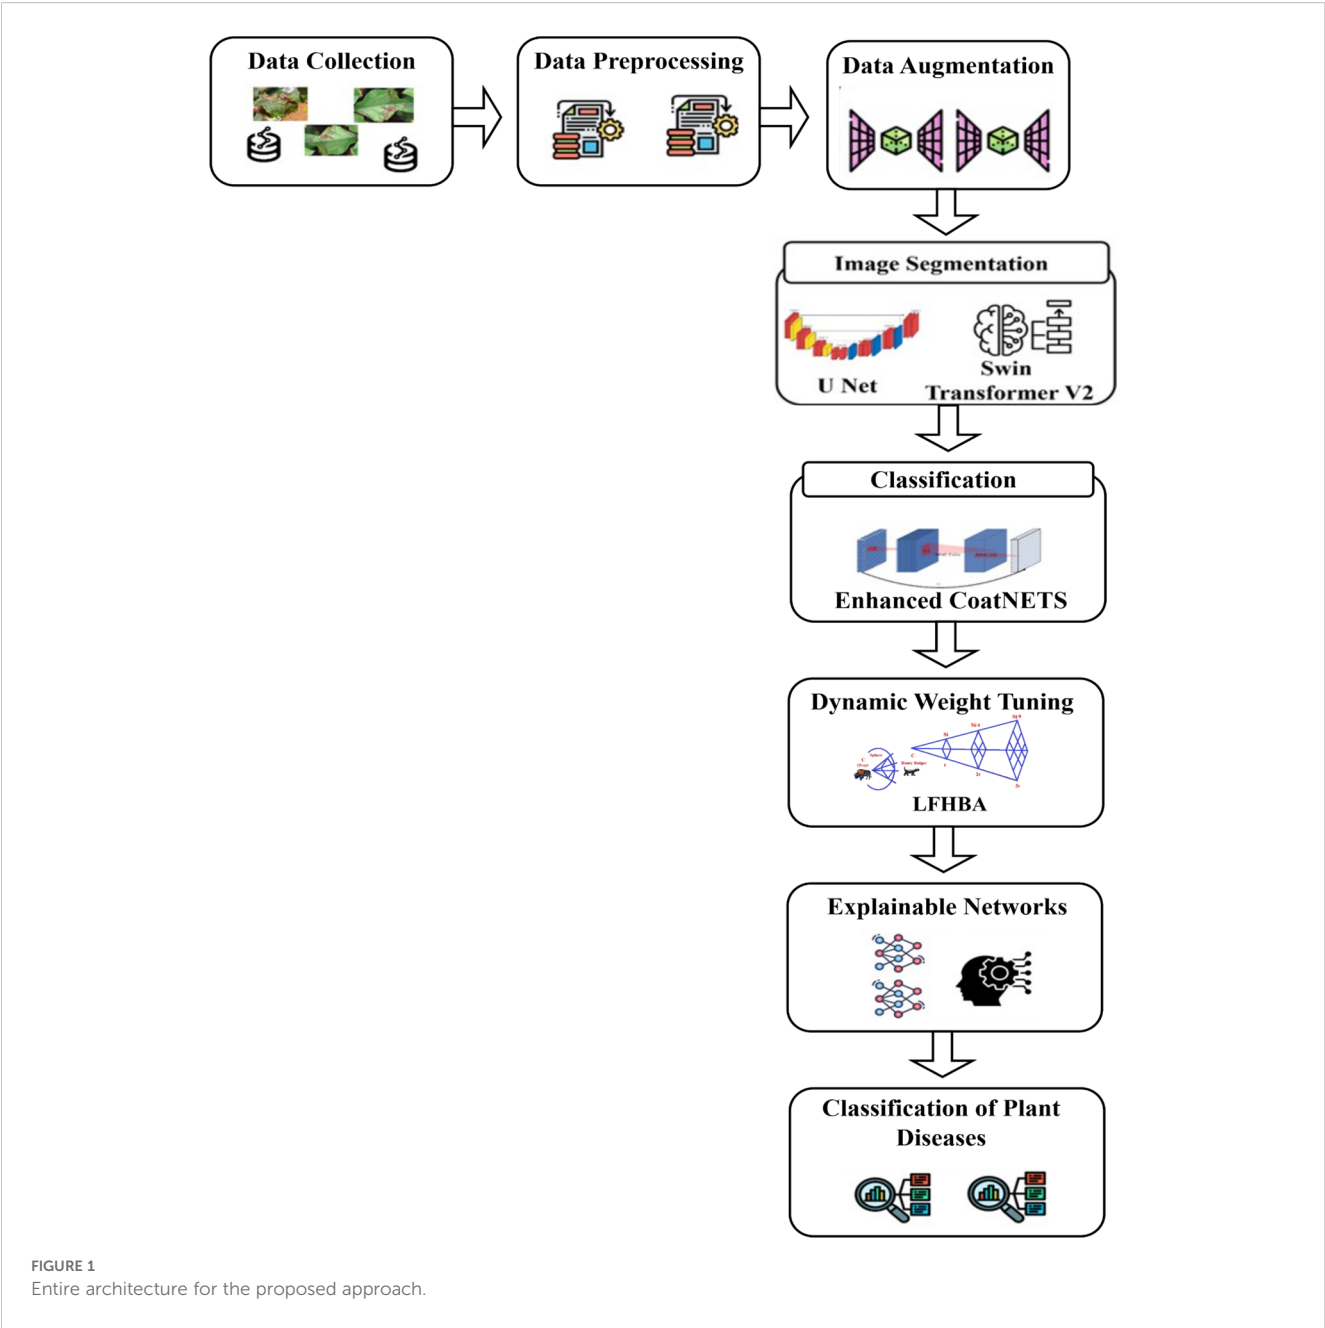 Data Collection
Data Preprocessing
Data Augmentation
Image Segmentation
U Net
Swin
Transformer V2
Classification
Enhanced CoatNETS
Dynamic Weight Tuning
LFHBA
Explainable Networks
Classification of Plant
Diseases
FIGURE 1
Entire architecture for the proposed approach.